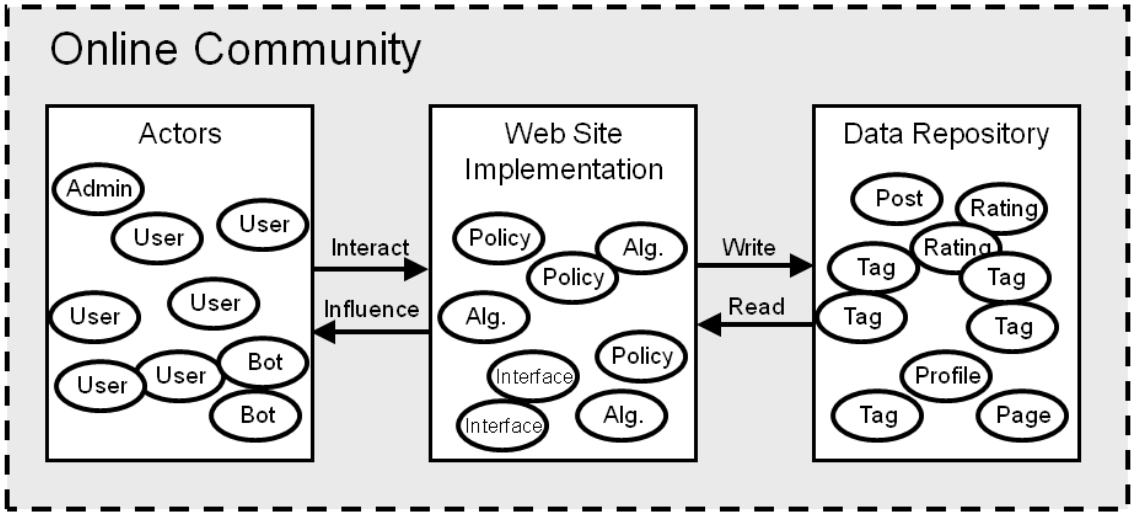 Online Community
Actors
Admin
User
User
User
User
User
User
Bot
Bot
Interact
Influence
Web Site
Implementation
Policy
Alg.
Policy
Alg.
Policy
Interface
Interface
Alg.
Write
Read
Data Repository
Post
Rating
Rating
Tag
Tag
Tag
Tag
Profile
Tag
Page